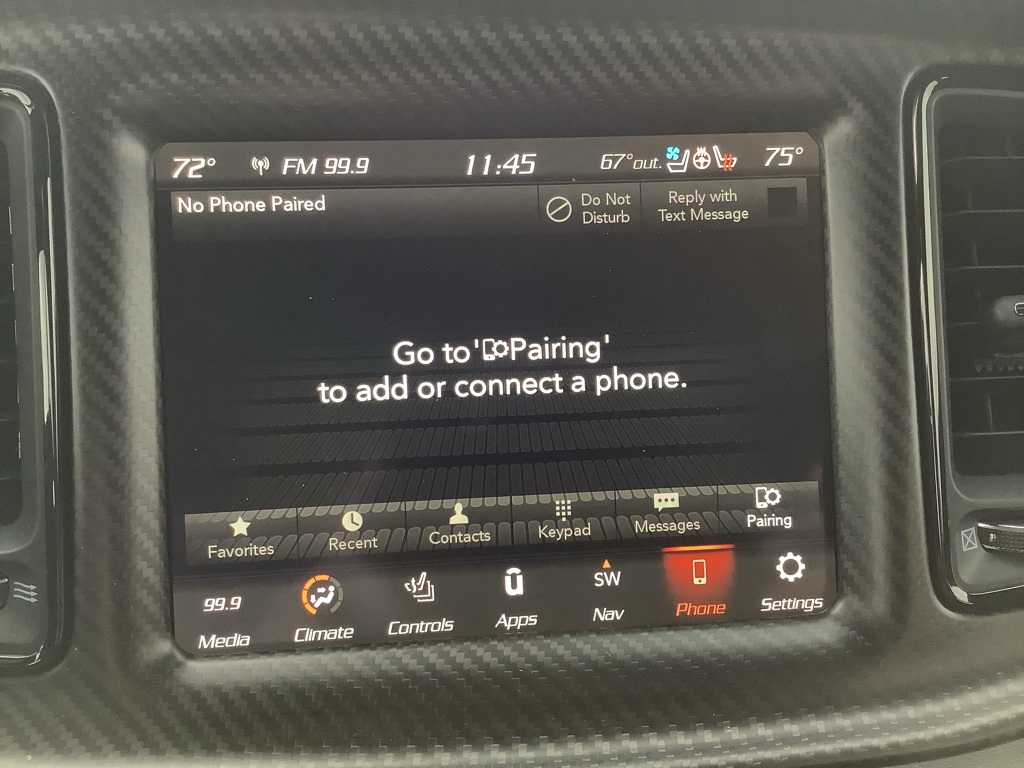 72° FM 99.9 11:45 67°out. 75°
No Phone Paired
Do Not
Disturb
Reply with
Text Message
Go to 'Pairing'
to add or connect a phone.
Favorites Recent Contacts Keypad Messages Pairing
99.9 SW
Media Climate Controls Apps Nav Phone Settings